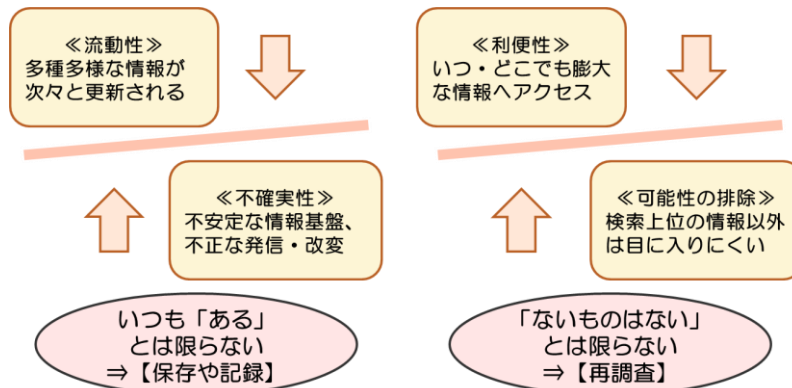 ≪流動性≫
多種多様な情報が
次々と更新される
≪不確実性≫
不安定な情報基盤、
不正な発信・改変
いつも「ある」
とは限らない
⇒【保存や記録】
≪利便性≫
いつ・どこでも膨大
な情報へアクセス
≪可能性の排除≫
検索上位の情報以外
は目に入りにくい
「ないものはない」
とは限らない
⇒【再調査】